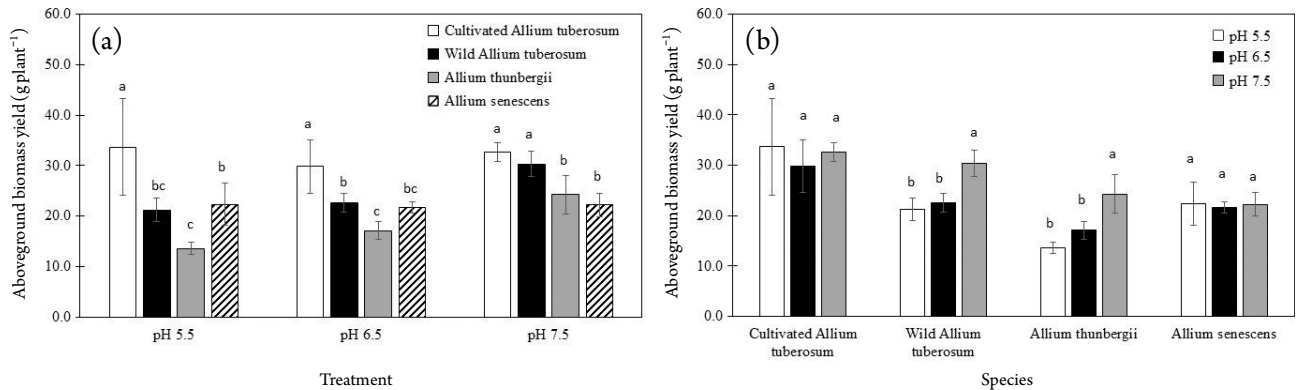 (a)
Aboveground biomass yield (g plant⁻¹)
60.0
50.0
40.0
30.0
20.0
10.0
0.0
Cultivated Allium tuberosum
Wild Allium tuberosum
Allium thunbergii
Allium senescens
a
bc
c
b
a
b
c
bc
a
a
b
b
pH 5.5
pH 6.5
pH 7.5
Treatment
(b)
Aboveground biomass yield (g plant⁻¹)
60.0
50.0
40.0
30.0
20.0
10.0
0.0
pH 5.5
pH 6.5
pH 7.5
a
a
a
b
b
a
b
b
a
a
a
a
Cultivated Allium
tuberosum
Wild Allium
tuberosum
Allium thunbergii
Allium senescens
Species